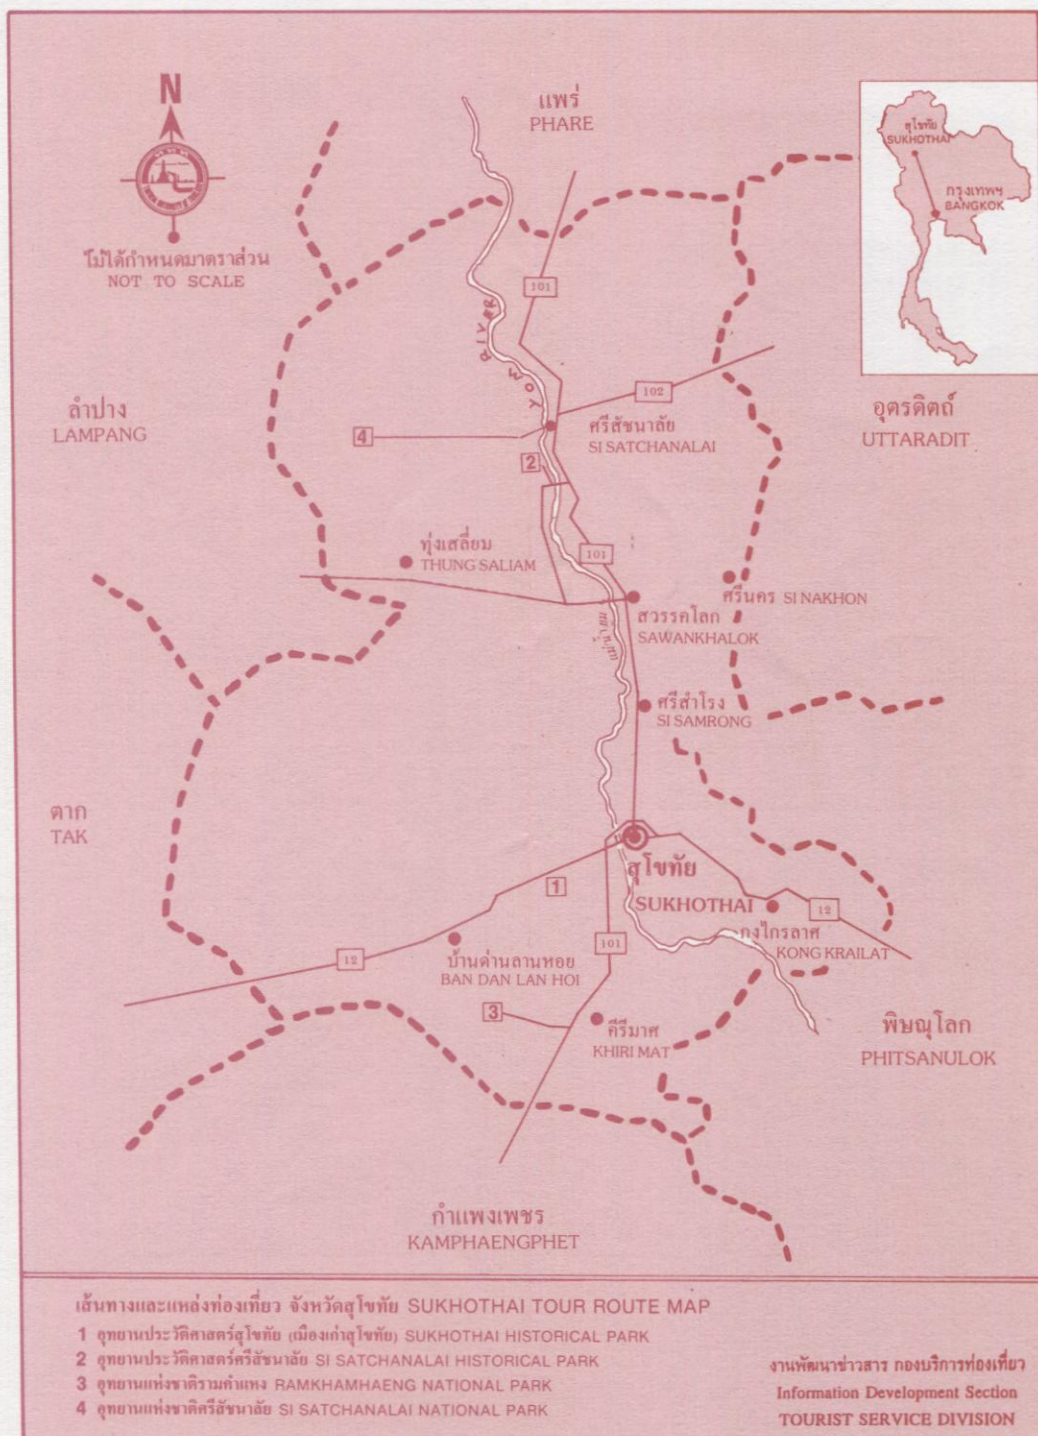 N
ไม่ได้กำหนดมาตราส่วน
NOT TO SCALE
แพร่
PHARE
สุโขทัย
SUKHOTHAI
กรุงเทพฯ
BANGKOK
101
YOM RIVER
102
ลำปาง
LAMPANG
อุตรดิตถ์
UTTARADIT
4
ศรีสัชนาลัย
SI SATCHANALAI
2
ทุ่งเสลี่ยม
THUNG SALIAM
101
ศรีนคร SI NAKHON
สวรรคโลก
SAWANKHALOK
แม่น้ำยม
ศรีสำโรง
SI SAMRONG
ตาก
TAK
สุโขทัย
SUKHOTHAI
1
12
กงไกรลาศ
KONG KRAILAT
101
12
บ้านด่านลานหอย
BAN DAN LAN HOI
3
คีรีมาศ
KHIRI MAT
พิษณุโลก
PHITSANULOK
กำแพงเพชร
KAMPHAENGPHET
เส้นทางและแหล่งท่องเที่ยว จังหวัดสุโขทัย SUKHOTHAI TOUR ROUTE MAP
1 อุทยานประวัติศาสตร์สุโขทัย (เมืองเก่าสุโขทัย) SUKHOTHAI HISTORICAL PARK
2 อุทยานประวัติศาสตร์ศรีสัชนาลัย SI SATCHANALAI HISTORICAL PARK
3 อุทยานแห่งชาติรามคำแหง RAMKHAMHAENG NATIONAL PARK
4 อุทยานแห่งชาติศรีสัชนาลัย SI SATCHANALAI NATIONAL PARK
งานพัฒนาข่าวสาร กองบริการท่องเที่ยว
Information Development Section
TOURIST SERVICE DIVISION